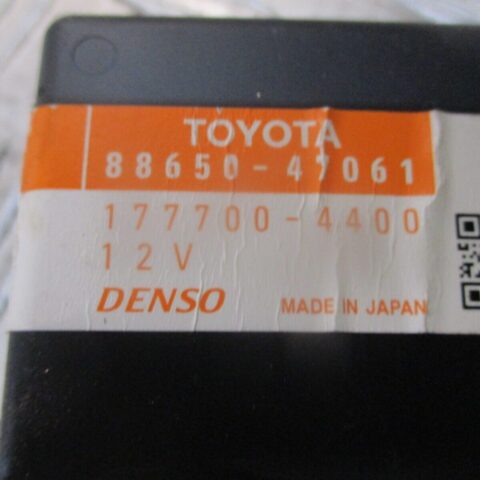 TOYOTA
88650-47061
177700-4400
12V
DENSO MADE IN JAPAN